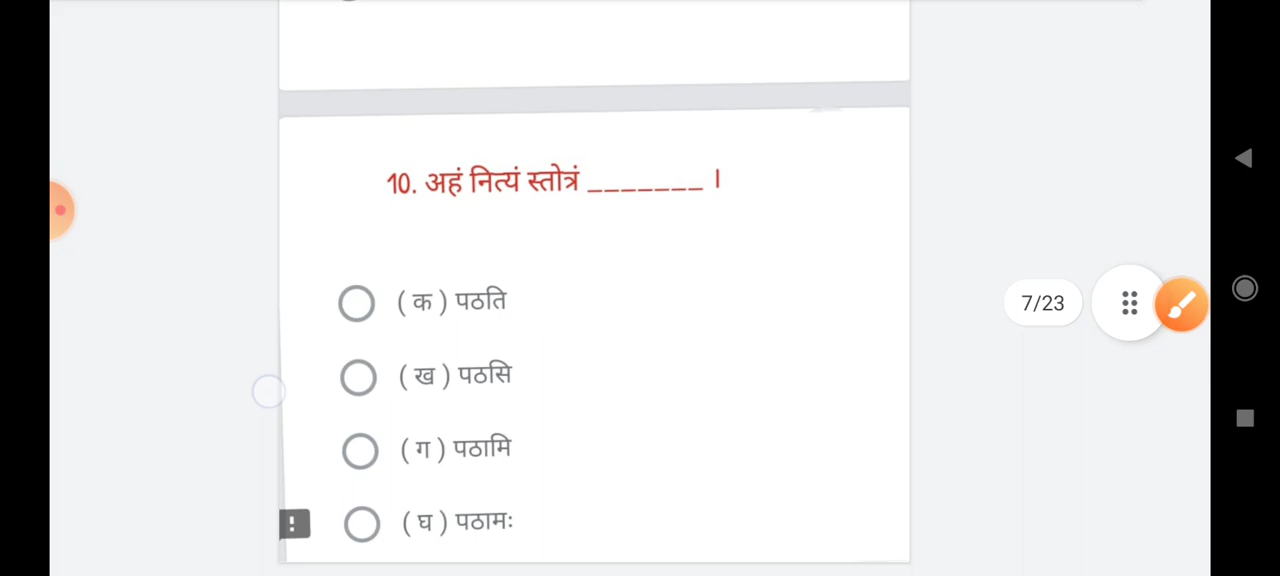 10. अहं नित्यं स्तोत्रं _______ ।
( क ) पठति
( ख ) पठसि
7/23
( ग ) पठामि
( घ ) पठामः
!